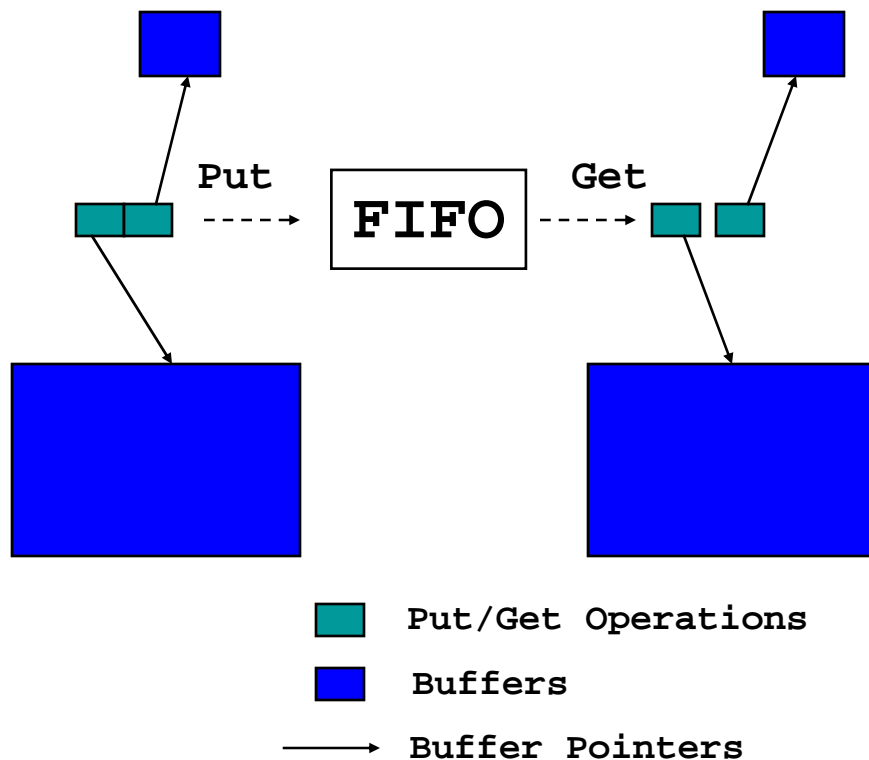 Put
Get
FIFO
Put/Get Operations
Buffers
Buffer Pointers